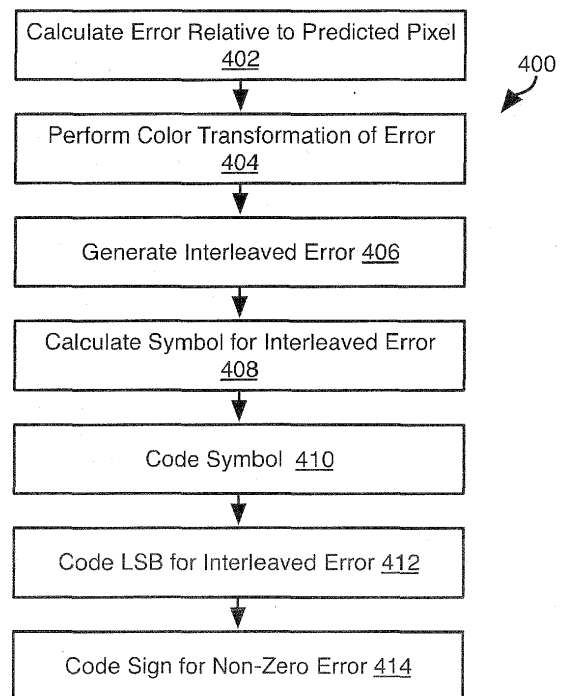 Calculate Error Relative to Predicted Pixel
402
400
Perform Color Transformation of Error
404
Generate Interleaved Error 406
Calculate Symbol for Interleaved Error
408
Code Symbol 410
Code LSB for Interleaved Error 412
Code Sign for Non-Zero Error 414